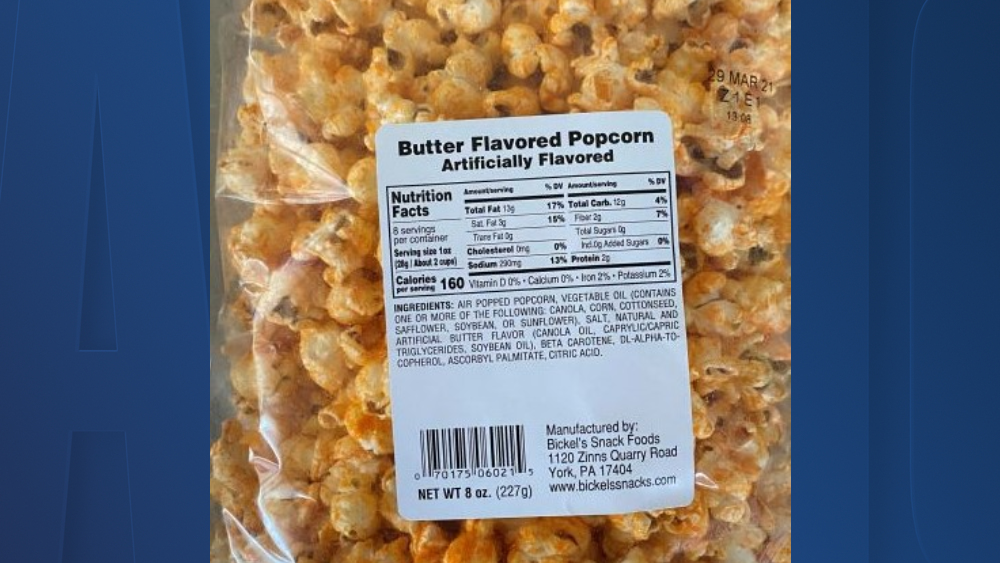 29 MAR 21
Z1E1
13:08
Butter Flavored Popcorn
Artificially Flavored
Nutrition
Facts
8 servings
per container
Serving size 1oz
(28g | About 2 cups)
Calories
per serving 160
Amount/serving % DV
Total Fat 13g 17%
Sat. Fat 3g 15%
Trans Fat 0g
Cholesterol 0mg 0%
Sodium 290mg 13%
Amount/serving % DV
Total Carb. 12g 4%
Fiber 2g 7%
Total Sugars 0g
Incl.0g Added Sugars 0%
Protein 2g
Vitamin D 0% • Calcium 0% • Iron 2% • Potassium 2%
INGREDIENTS: AIR POPPED POPCORN, VEGETABLE OIL (CONTAINS
ONE OR MORE OF THE FOLLOWING: CANOLA, CORN, COTTONSEED,
SAFFLOWER, SOYBEAN, OR SUNFLOWER), SALT, NATURAL AND
ARTIFICIAL BUTTER FLAVOR (CANOLA OIL, CAPRYLIC/CAPRIC
TRIGLYCERIDES, SOYBEAN OIL), BETA CAROTENE, DL-ALPHA-TO-
COPHEROL, ASCORBYL PALMITATE, CITRIC ACID.
0 70175 06021 5
NET WT 8 oz. (227g)
Manufactured by:
Bickel's Snack Foods
1120 Zinns Quarry Road
York, PA 17404
www.bickelssnacks.com